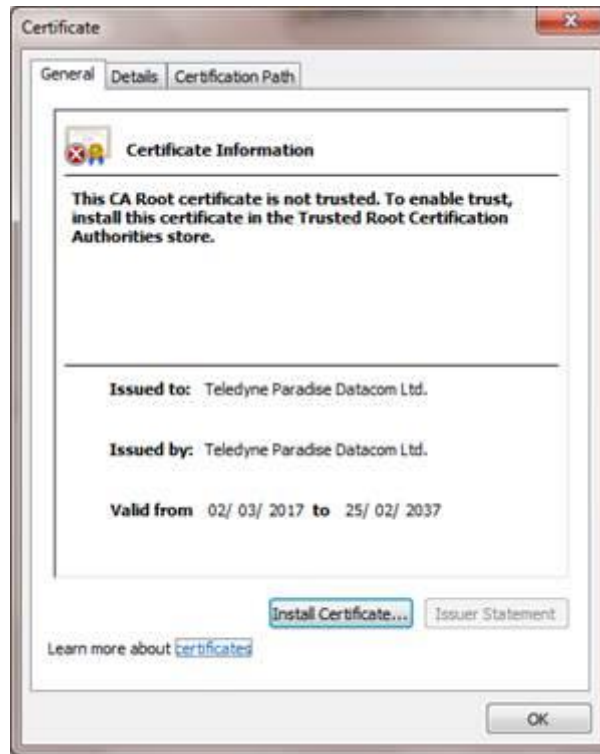 Certificate
General Details Certification Path
Certificate Information
This CA Root certificate is not trusted. To enable trust,
install this certificate in the Trusted Root Certification
Authorities store.
Issued to: Teledyne Paradise Datacom Ltd.
Issued by: Teledyne Paradise Datacom Ltd.
Valid from 02/ 03/ 2017 to 25/ 02/ 2037
Install Certificate... Issuer Statement
Learn more about certificates
OK